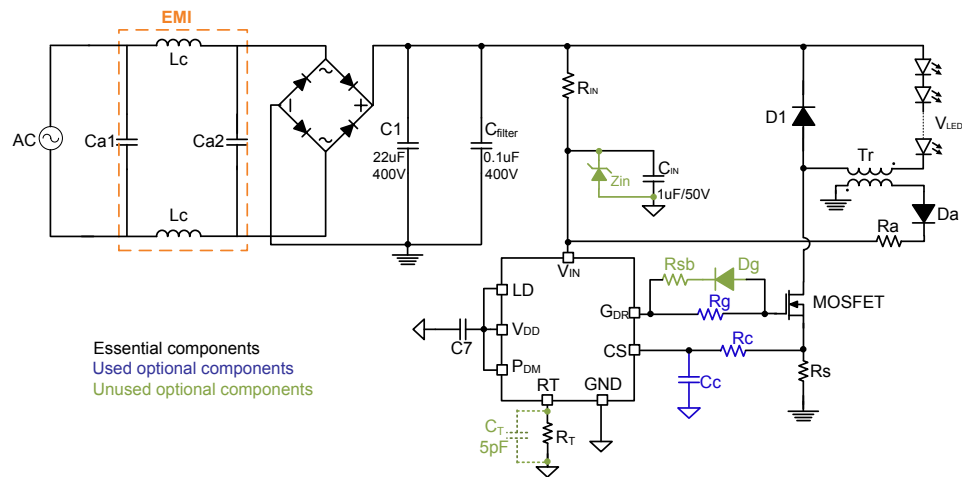 EMI
Lc
AC
Ca1
Ca2
Lc
C1
22uF
400V
Cfilter
0.1uF
400V
RIN
Zin
CIN
1uF/50V
D1
VLED
Tr
Da
Ra
VIN
LD
VDD
PDM
RT
GND
GDR
CS
C7
Rsb
Dg
Rg
MOSFET
Rc
Cc
Rs
CT
5pF
RT
Essential components
Used optional components
Unused optional components